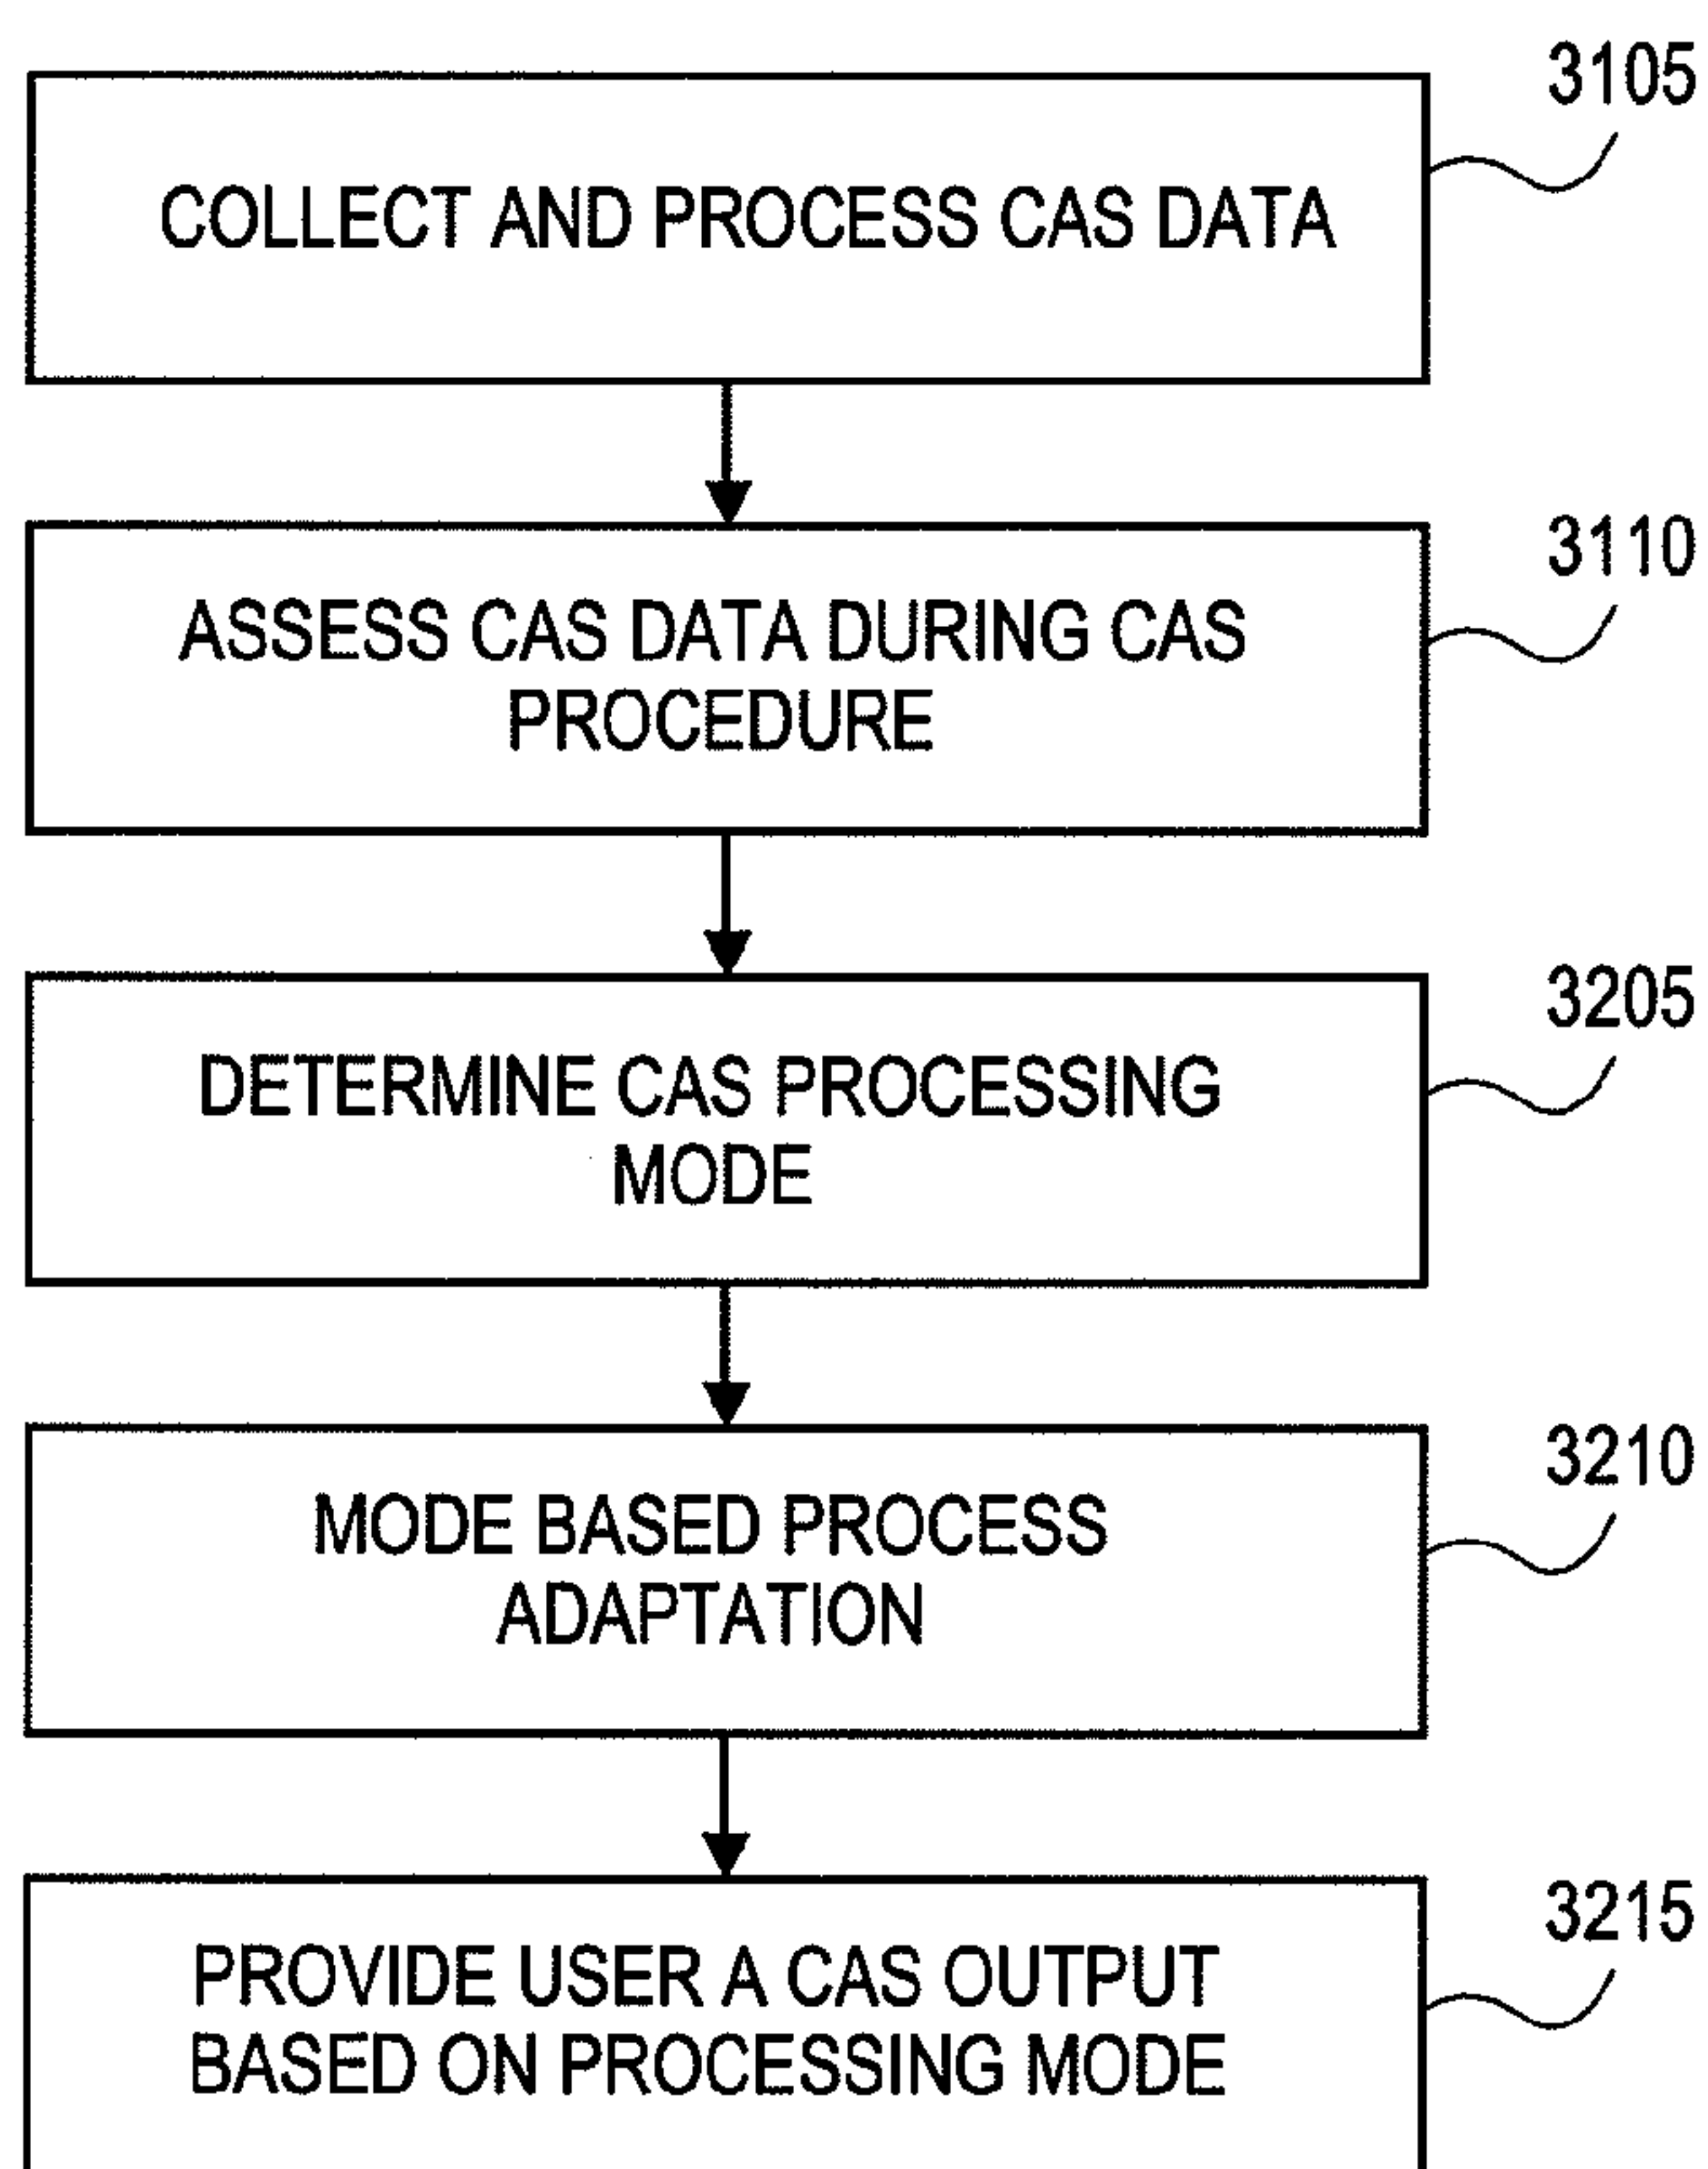 3105
COLLECT AND PROCESS CAS DATA
3110
ASSESS CAS DATA DURING CAS
PROCEDURE
3205
DETERMINE CAS PROCESSING
MODE
3210
MODE BASED PROCESS
ADAPTATION
3215
PROVIDE USER A CAS OUTPUT
BASED ON PROCESSING MODE